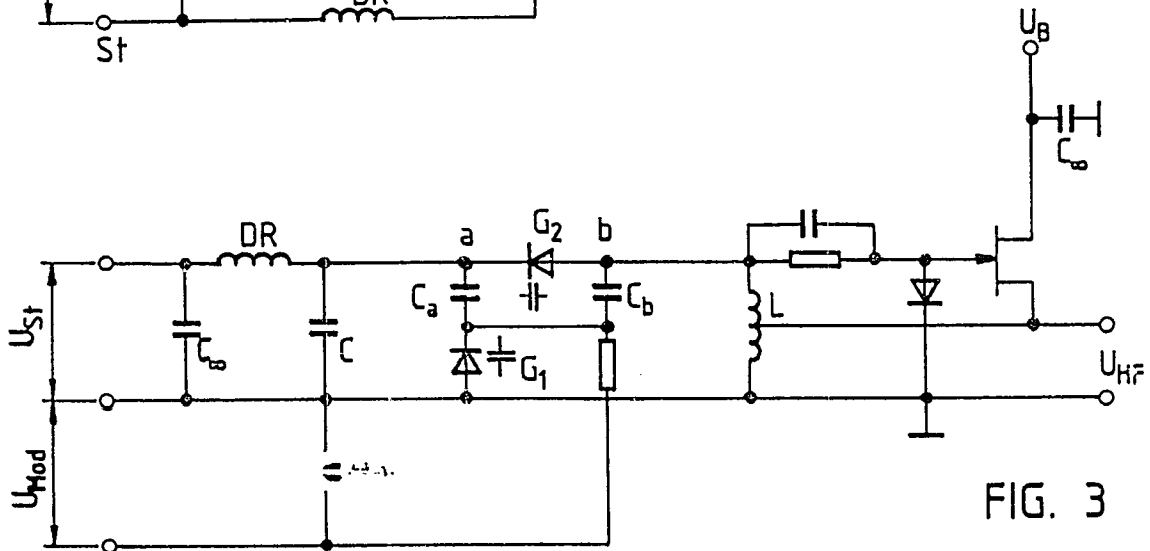 DR
St
U_B
C_∞
DR
a
G_2
b
C_a
C_b
L
U_St
C_∞
C
G_1
U_HF
U_Mod
FIG. 3